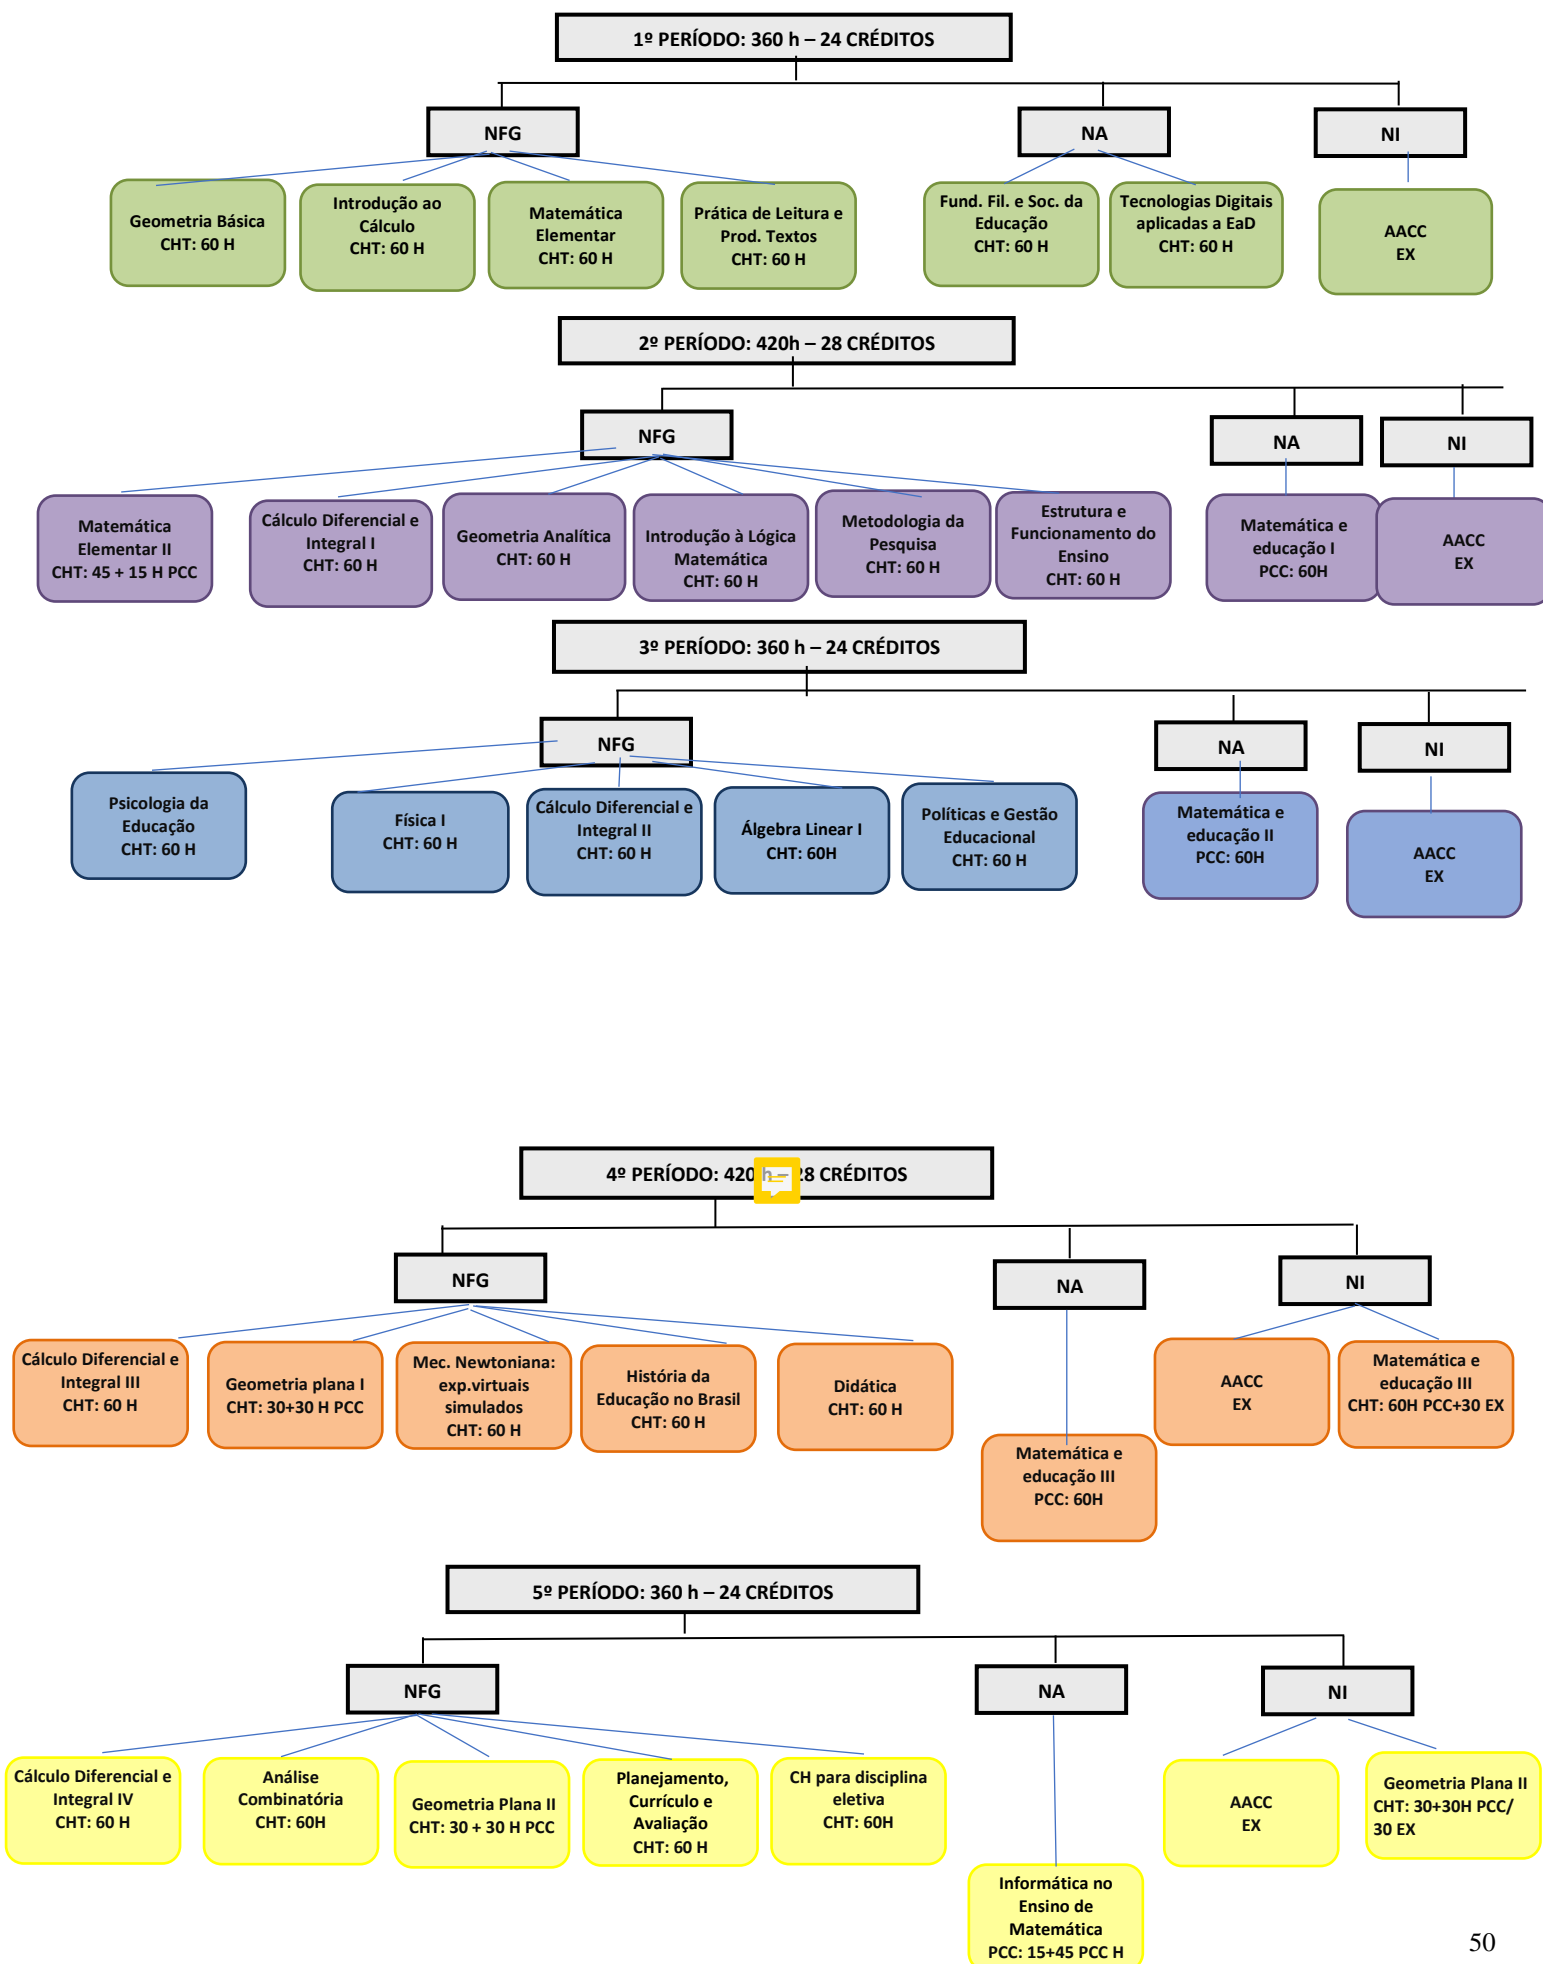 1º PERÍODO: 360 h – 24 CRÉDITOS
NFG
NA
NI
Geometria Básica
CHT: 60 H
Introdução ao
Cálculo
CHT: 60 H
Matemática
Elementar
CHT: 60 H
Prática de Leitura e
Prod. Textos
CHT: 60 H
Fund. Fil. e Soc. da
Educação
CHT: 60 H
Tecnologias Digitais
aplicadas a EaD
CHT: 60 H
AACC
EX
2º PERÍODO: 420h – 28 CRÉDITOS
NFG
NA
NI
Matemática
Elementar II
CHT: 45 + 15 H PCC
Cálculo Diferencial e
Integral I
CHT: 60 H
Geometria Analítica
CHT: 60 H
Introdução à Lógica
Matemática
CHT: 60 H
Metodologia da
Pesquisa
CHT: 60 H
Estrutura e
Funcionamento do
Ensino
CHT: 60 H
Matemática e
educação I
PCC: 60H
AACC
EX
3º PERÍODO: 360 h – 24 CRÉDITOS
NFG
NA
NI
Psicologia da
Educação
CHT: 60 H
Física I
CHT: 60 H
Cálculo Diferencial e
Integral II
CHT: 60 H
Álgebra Linear I
CHT: 60H
Políticas e Gestão
Educacional
CHT: 60 H
Matemática e
educação II
PCC: 60H
AACC
EX
4º PERÍODO: 420 h – 28 CRÉDITOS
NFG
NA
NI
Cálculo Diferencial e
Integral III
CHT: 60 H
Geometria plana I
CHT: 30+30 H PCC
Mec. Newtoniana:
exp.virtuais
simulados
CHT: 60 H
História da
Educação no Brasil
CHT: 60 H
Didática
CHT: 60 H
Matemática e
educação III
PCC: 60H
AACC
EX
Matemática e
educação III
CHT: 60H PCC+30 EX
5º PERÍODO: 360 h – 24 CRÉDITOS
NFG
NA
NI
Cálculo Diferencial e
Integral IV
CHT: 60 H
Análise
Combinatória
CHT: 60H
Geometria Plana II
CHT: 30 + 30 H PCC
Planejamento,
Currículo e
Avaliação
CHT: 60 H
CH para disciplina
eletiva
CHT: 60H
Informática no
Ensino de
Matemática
PCC: 15+45 PCC H
AACC
EX
Geometria Plana II
CHT: 30+30H PCC/
30 EX
50